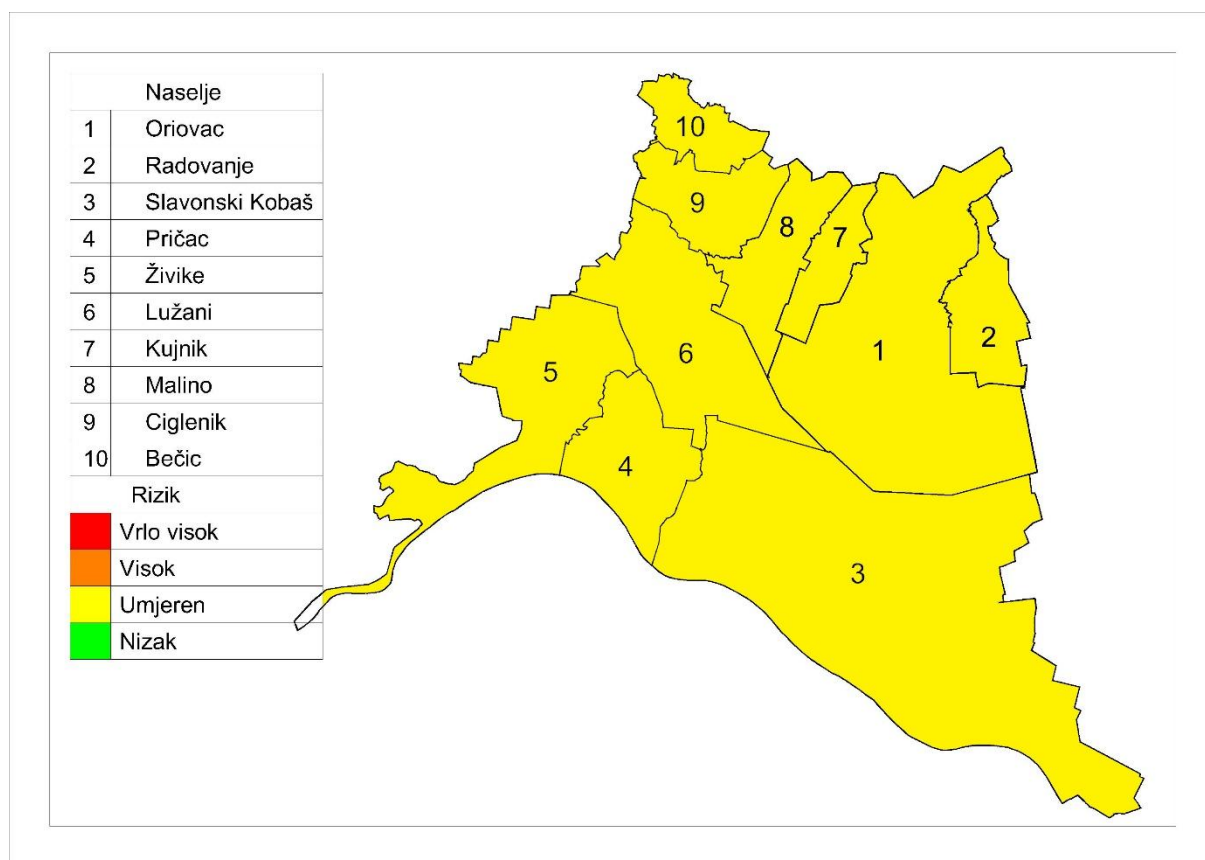 Naselje
1 Oriovac
2 Radovanje
3 Slavonski Kobaš
4 Pričac
5 Živike
6 Lužani
7 Kujnik
8 Malino
9 Ciglenik
10 Bečic
Rizik
Vrlo visok
Visok
Umjeren
Nizak
10
9
8
7
1
2
6
5
4
3